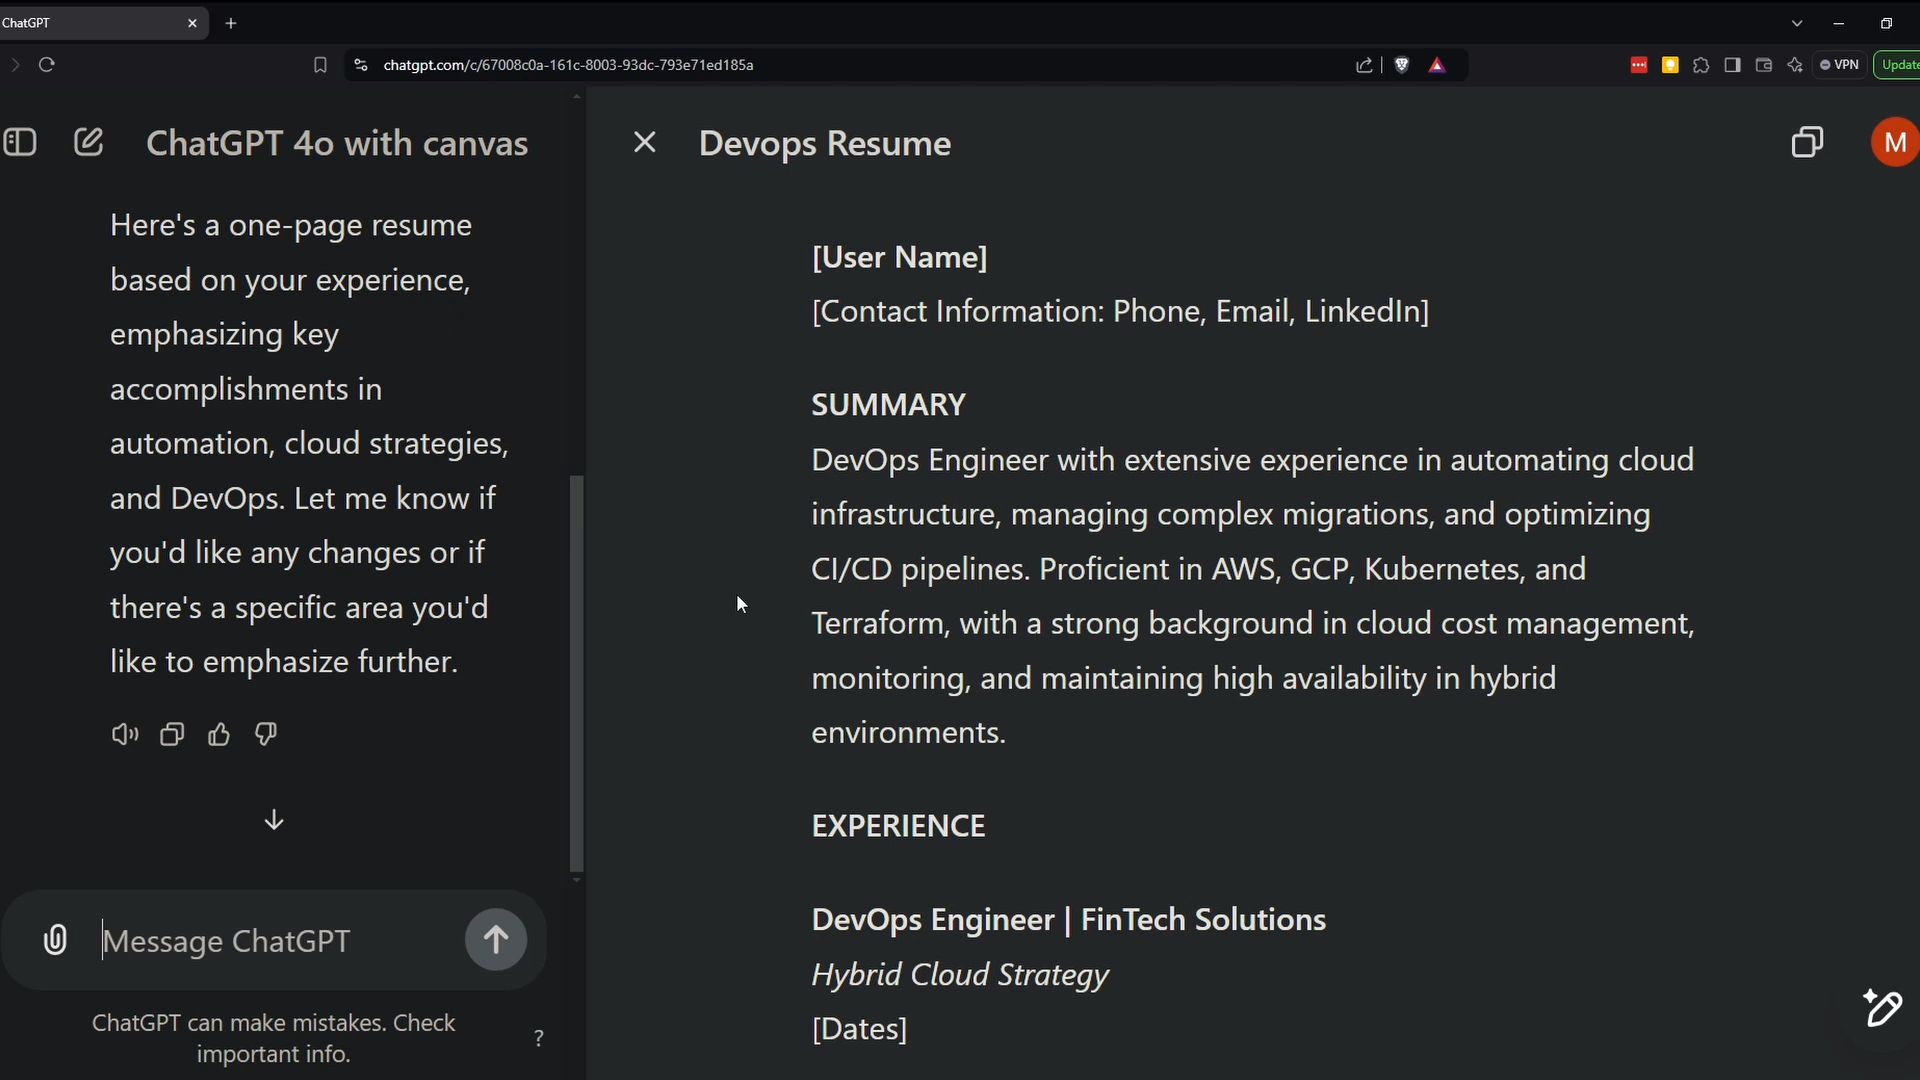 ChatGPT
chatgpt.com/c/67008c0a-161c-8003-93dc-793e71ed185a
VPN
Update
ChatGPT 4o with canvas
Here's a one-page resume
based on your experience,
emphasizing key
accomplishments in
automation, cloud strategies,
and DevOps. Let me know if
you'd like any changes or if
there's a specific area you'd
like to emphasize further.
Message ChatGPT
ChatGPT can make mistakes. Check
important info.
?
Devops Resume
M
[User Name]
[Contact Information: Phone, Email, LinkedIn]
SUMMARY
DevOps Engineer with extensive experience in automating cloud
infrastructure, managing complex migrations, and optimizing
CI/CD pipelines. Proficient in AWS, GCP, Kubernetes, and
Terraform, with a strong background in cloud cost management,
monitoring, and maintaining high availability in hybrid
environments.
EXPERIENCE
DevOps Engineer | FinTech Solutions
Hybrid Cloud Strategy
[Dates]